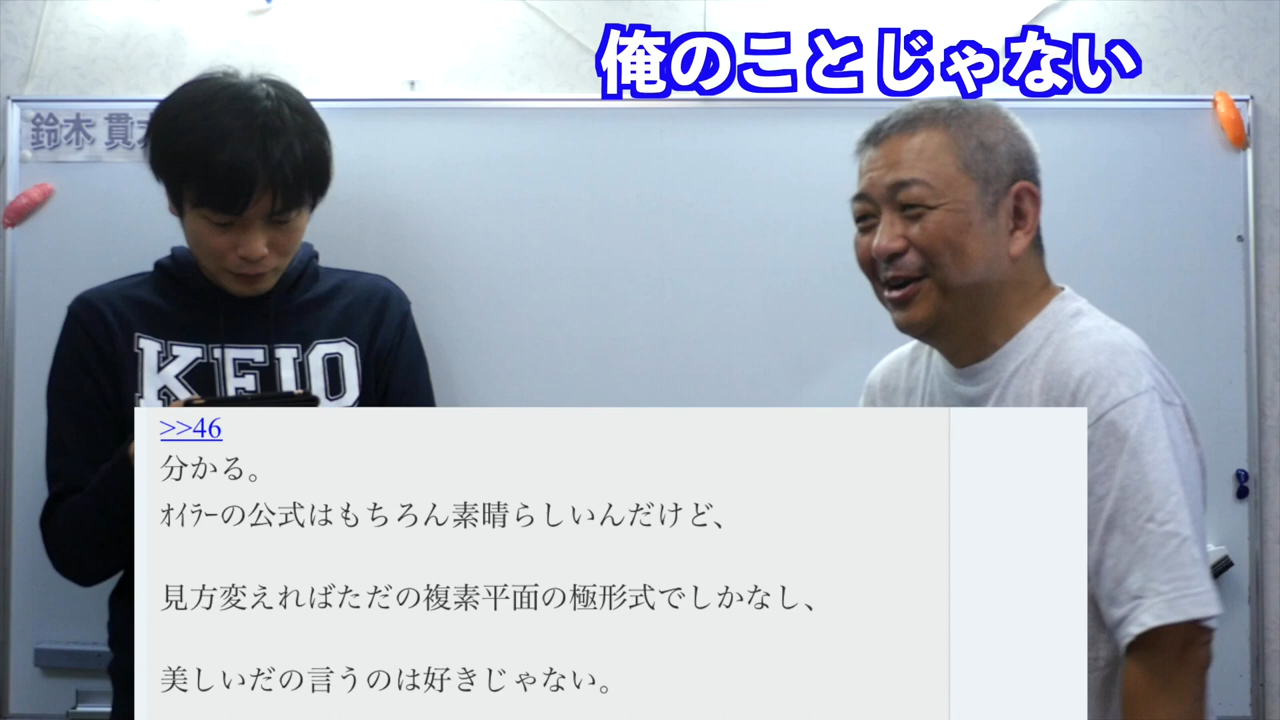 俺のことじゃない
鈴木 貫太
KEIO
>>46
分かる。
ｵｲﾗｰの公式はもちろん素晴らしいんだけど、
見方変えればただの複素平面の極形式でしかなし、
美しいだの言うのは好きじゃない。